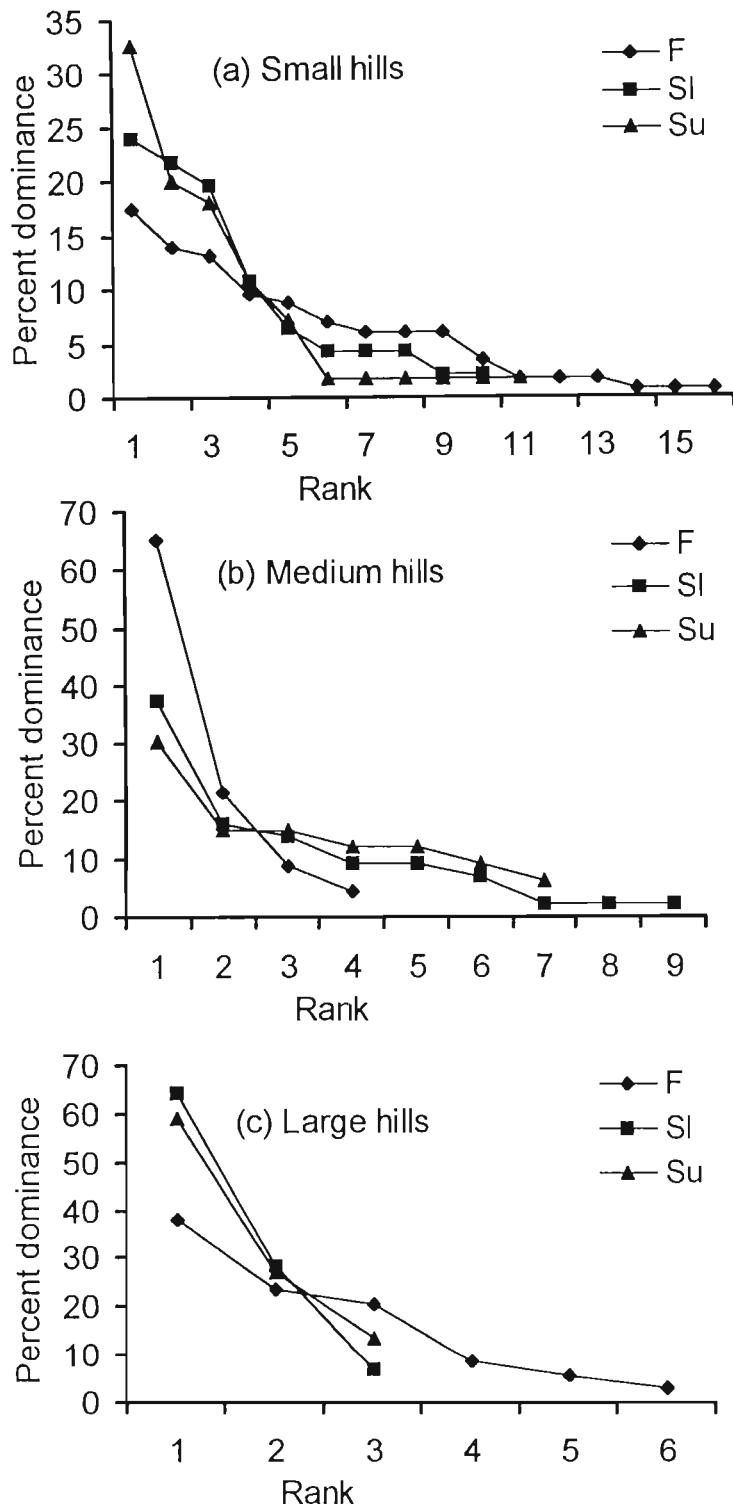 35
30
25
20
15
10
5
0
Percent dominance
(a) Small hills
F
Sl
Su
1 3 5 7 9 11 13 15
Rank
70
60
50
40
30
20
10
0
Percent dominance
(b) Medium hills
F
Sl
Su
1 2 3 4 5 6 7 8 9
Rank
70
60
50
40
30
20
10
0
Percent dominance
(c) Large hills
F
Sl
Su
1 2 3 4 5 6
Rank